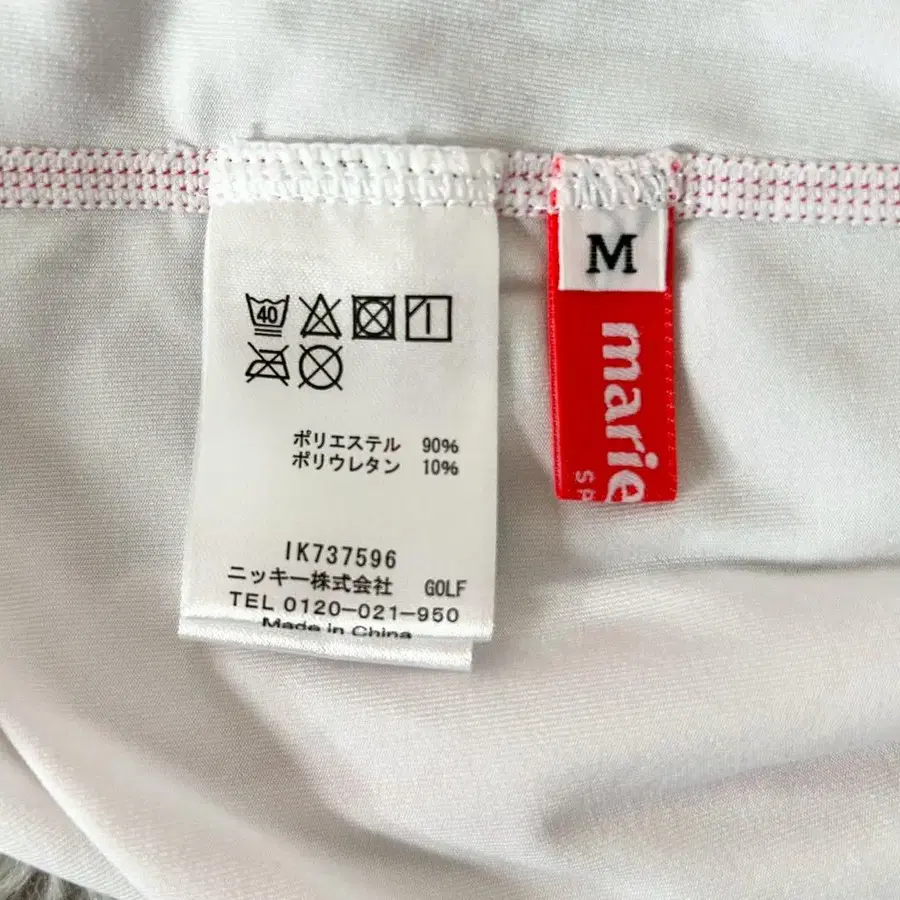 40
ポリエステル 90%
ポリウレタン 10%
IK737596
ニッキー株式会社 GOLF
TEL 0120-021-950
Made in China
M
marie
SP